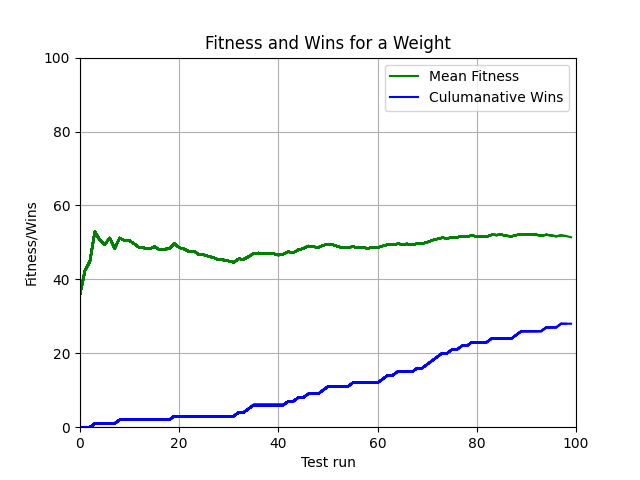 Fitness and Wins for a Weight
Mean Fitness
Culumanative Wins
Fitness/Wins
100
80
60
40
20
0
0 20 40 60 80 100
Test run